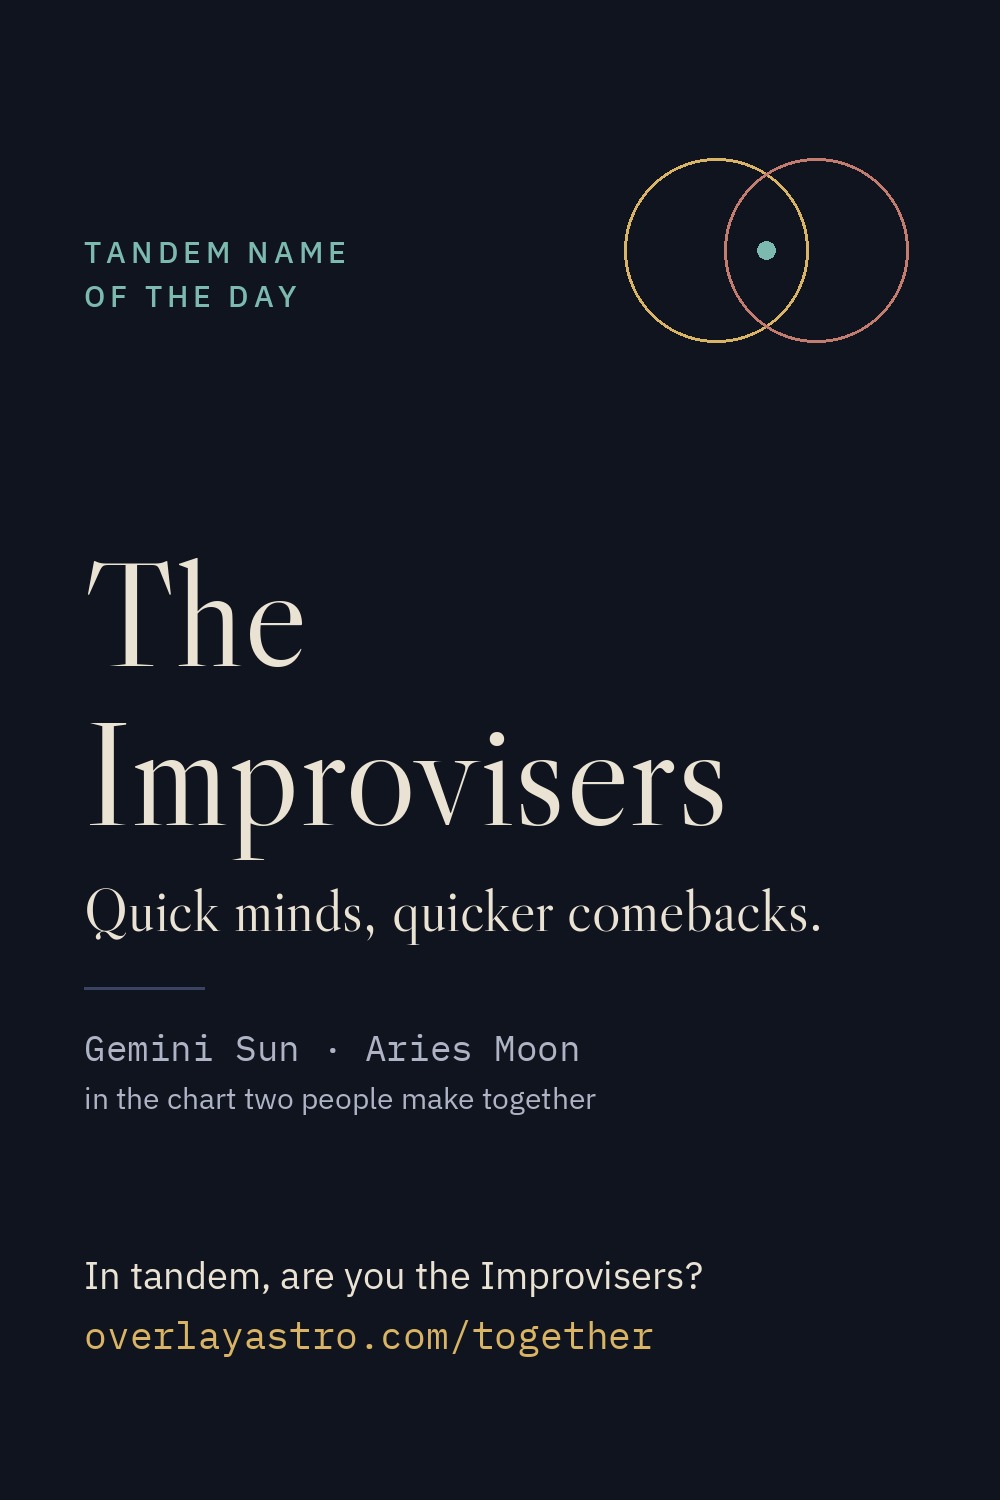 TANDEM NAME
OF THE DAY
The
Improvisers
Quick minds, quicker comebacks.
Gemini Sun · Aries Moon
in the chart two people make together
In tandem, are you the Improvisers?
overlayastro.com/together